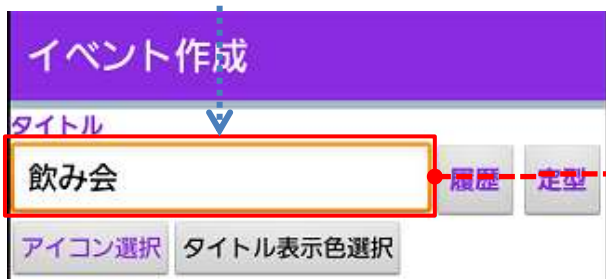 イベント作成
タイトル
飲み会 履歴 定型
アイコン選択 タイトル表示色選択